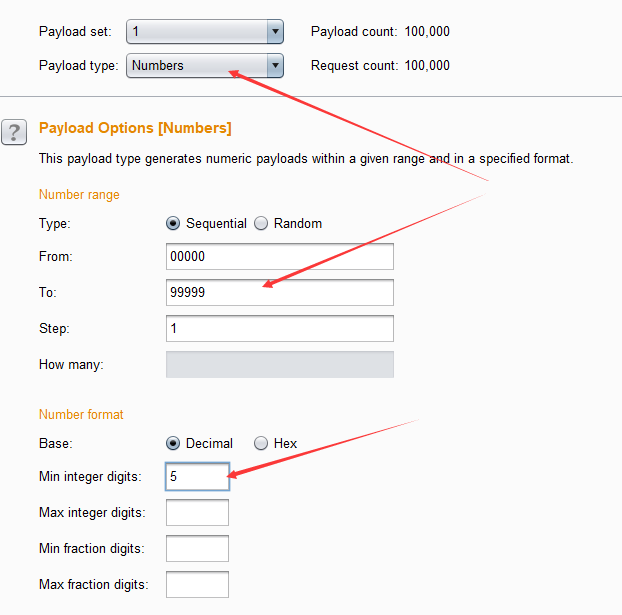 Payload set: 1 Payload count: 100,000
Payload type: Numbers Request count: 100,000
? Payload Options [Numbers]
This payload type generates numeric payloads within a given range and in a specified format.
Number range
Type: Sequential Random
From: 00000
To: 99999
Step: 1
How many:
Number format
Base: Decimal Hex
Min integer digits: 5
Max integer digits:
Min fraction digits:
Max fraction digits: